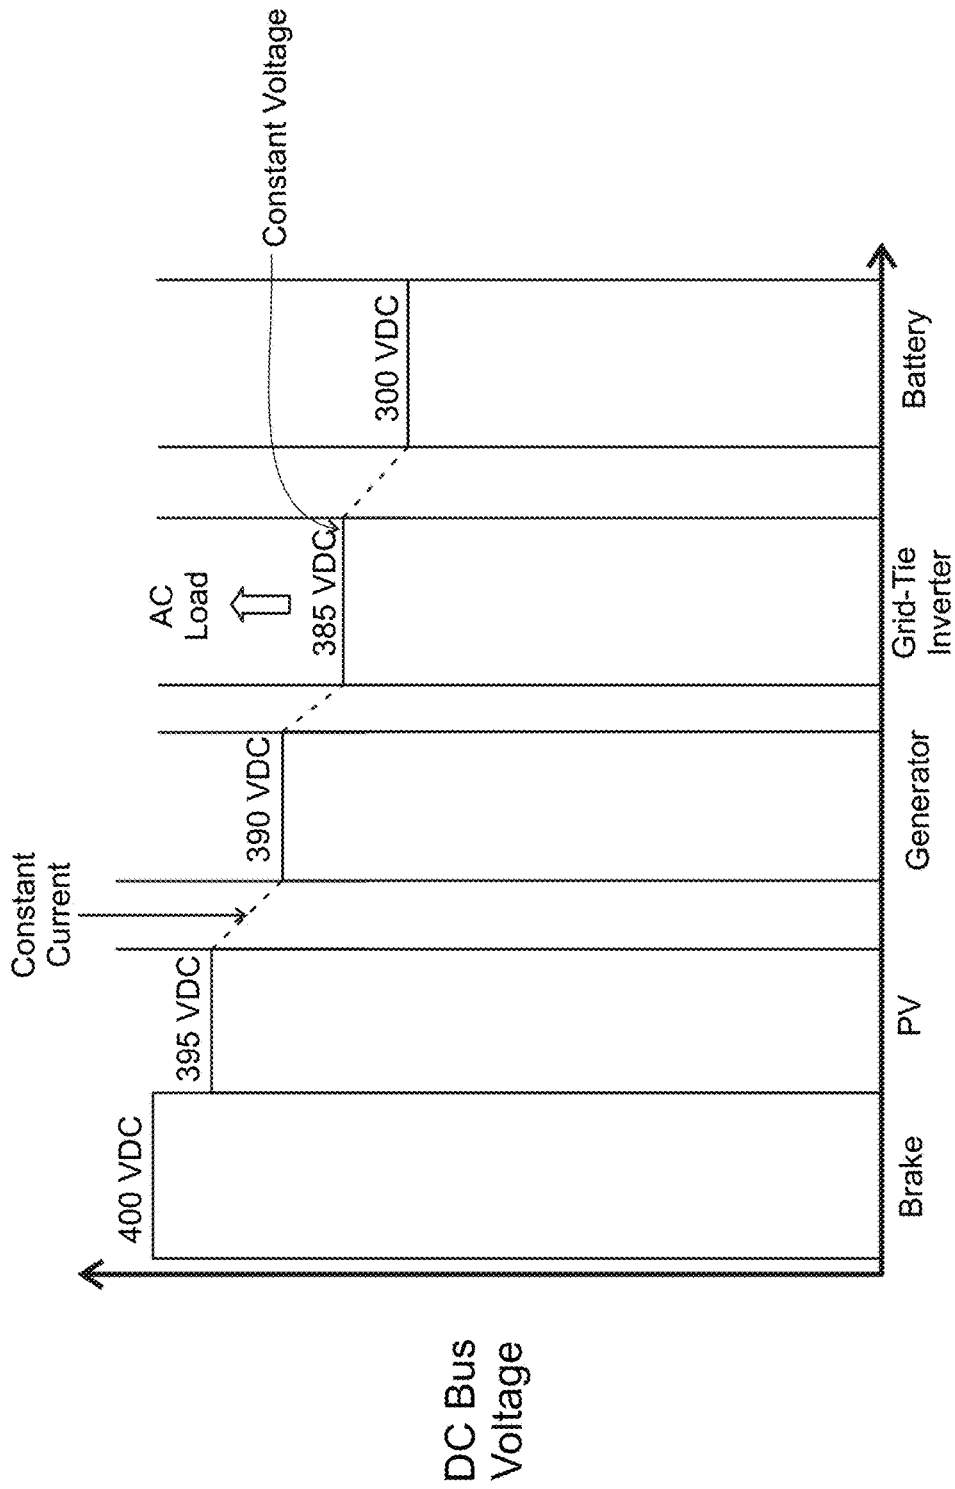 Constant
Current
Constant Voltage
400 VDC
395 VDC
390 VDC
AC
Load
385 VDC
300 VDC
DC Bus
Voltage
Brake
PV
Generator
Grid-Tie
Inverter
Battery